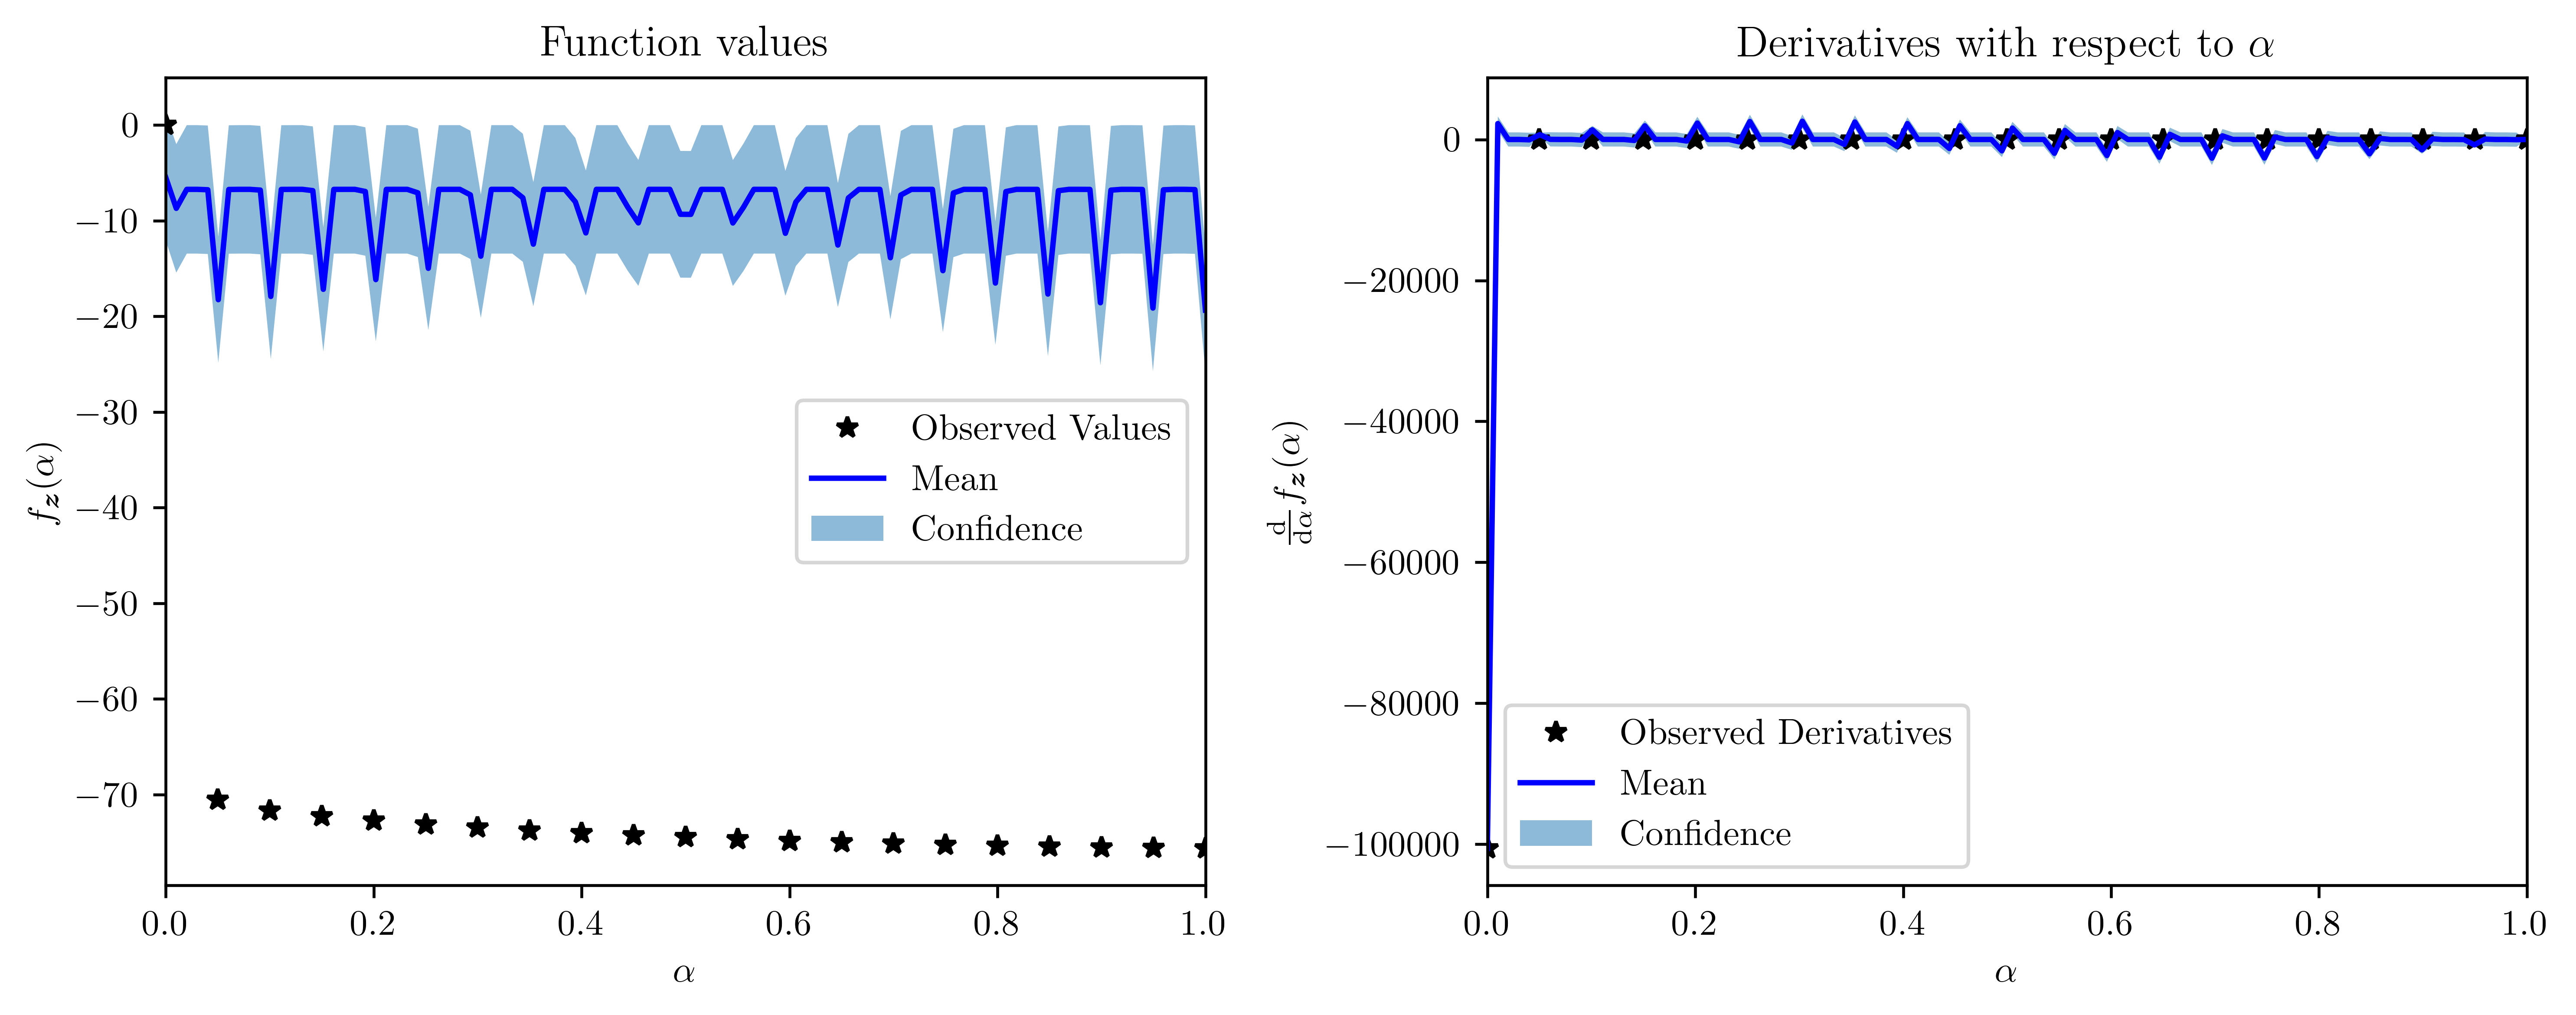 Function values
0
−10
−20
−30
−40
−50
−60
−70
f_z(α)
Observed Values
Mean
Confidence
0.0 0.2 0.4 0.6 0.8 1.0
α
Derivatives with respect to α
0
−20000
−40000
−60000
−80000
−100000
d/dα f_z(α)
Observed Derivatives
Mean
Confidence
0.0 0.2 0.4 0.6 0.8 1.0
α